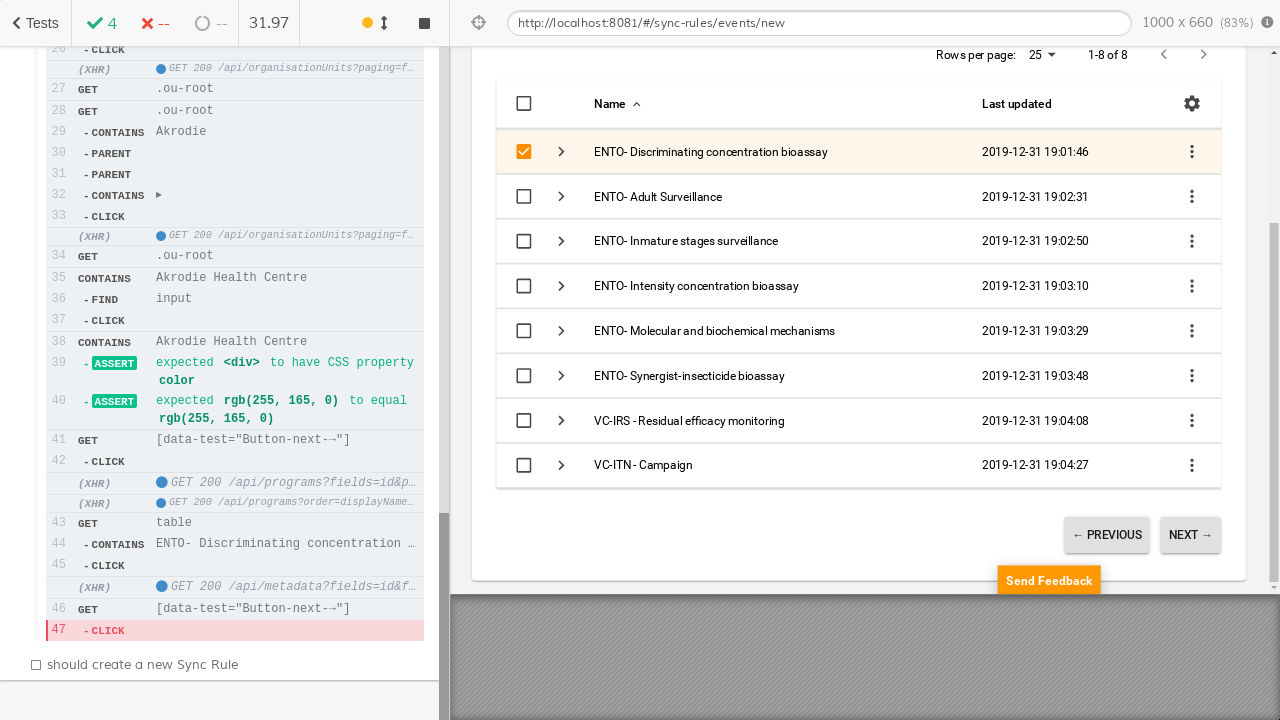 Tests
4
--
--
31.97
http://localhost:8081/#/sync-rules/events/new
1000 x 660 (83%)
26 -CLICK
(XHR) GET 200 /api/organisationUnits?paging=f…
27 GET .ou-root
28 GET .ou-root
29 -CONTAINS Akrodie
30 -PARENT
31 -PARENT
32 -CONTAINS ▸
33 -CLICK
(XHR) GET 200 /api/organisationUnits?paging=f…
34 GET .ou-root
35 CONTAINS Akrodie Health Centre
36 -FIND input
37 -CLICK
38 CONTAINS Akrodie Health Centre
39 -ASSERT expected <div> to have CSS property
color
40 -ASSERT expected rgb(255, 165, 0) to equal
rgb(255, 165, 0)
41 GET [data-test="Button-next-→"]
42 -CLICK
(XHR) GET 200 /api/programs?fields=id&p…
(XHR) GET 200 /api/programs?order=displayName…
43 GET table
44 -CONTAINS ENTO- Discriminating concentration …
45 -CLICK
(XHR) GET 200 /api/metadata?fields=id&f…
46 GET [data-test="Button-next-→"]
47 -CLICK
should create a new Sync Rule
Rows per page: 25 1-8 of 8
Name Last updated
ENTO- Discriminating concentration bioassay 2019-12-31 19:01:46
ENTO- Adult Surveillance 2019-12-31 19:02:31
ENTO- Inmature stages surveillance 2019-12-31 19:02:50
ENTO- Intensity concentration bioassay 2019-12-31 19:03:10
ENTO- Molecular and biochemical mechanisms 2019-12-31 19:03:29
ENTO- Synergist-insecticide bioassay 2019-12-31 19:03:48
VC-IRS - Residual efficacy monitoring 2019-12-31 19:04:08
VC-ITN - Campaign 2019-12-31 19:04:27
← PREVIOUS NEXT →
Send Feedback